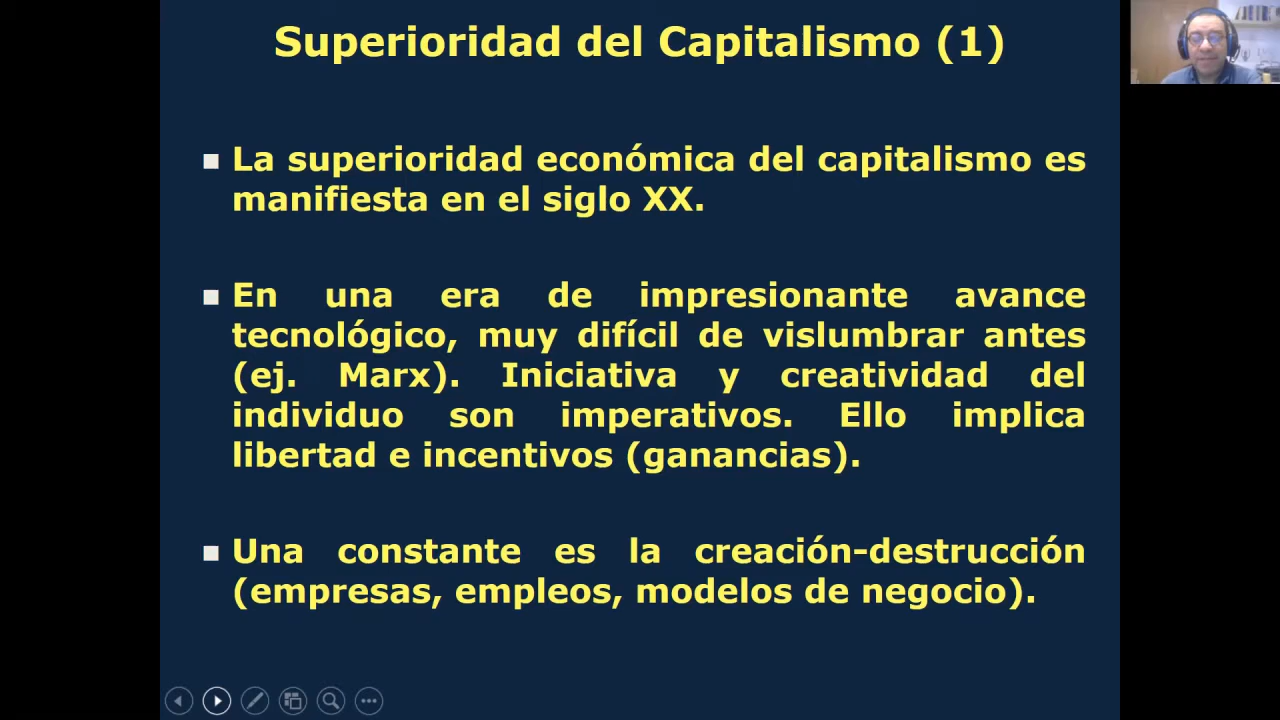 Superioridad del Capitalismo (1)
La superioridad económica del capitalismo es
manifiesta en el siglo XX.
En una era de impresionante avance
tecnológico, muy difícil de vislumbrar antes
(ej. Marx). Iniciativa y creatividad del
individuo son imperativos. Ello implica
libertad e incentivos (ganancias).
Una constante es la creación-destrucción
(empresas, empleos, modelos de negocio).